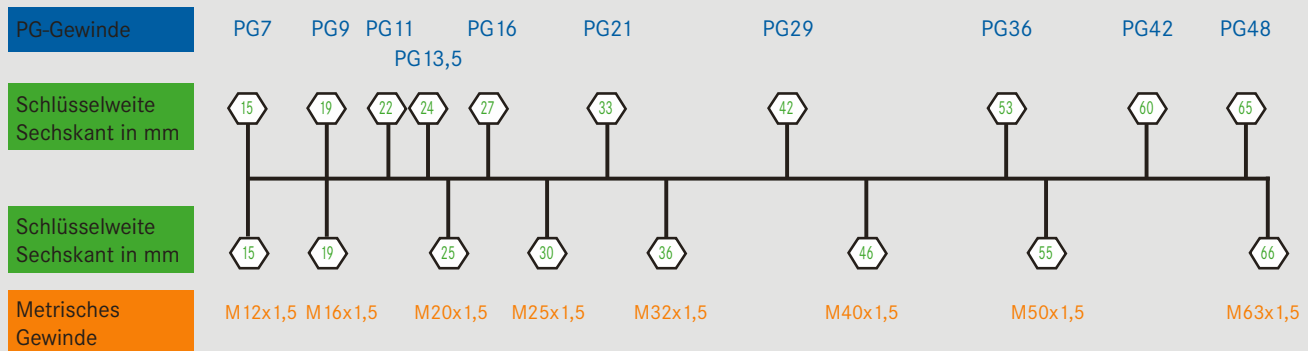 PG-Gewinde
PG7 PG9 PG11 PG16 PG21 PG29 PG36 PG42 PG48
PG13,5
Schlüsselweite
Sechskant in mm
15 19 22 24 27 33 42 53 60 65
Schlüsselweite
Sechskant in mm
15 19 25 30 36 46 55 66
Metrisches
Gewinde
M12x1,5 M16x1,5 M20x1,5 M25x1,5 M32x1,5 M40x1,5 M50x1,5 M63x1,5